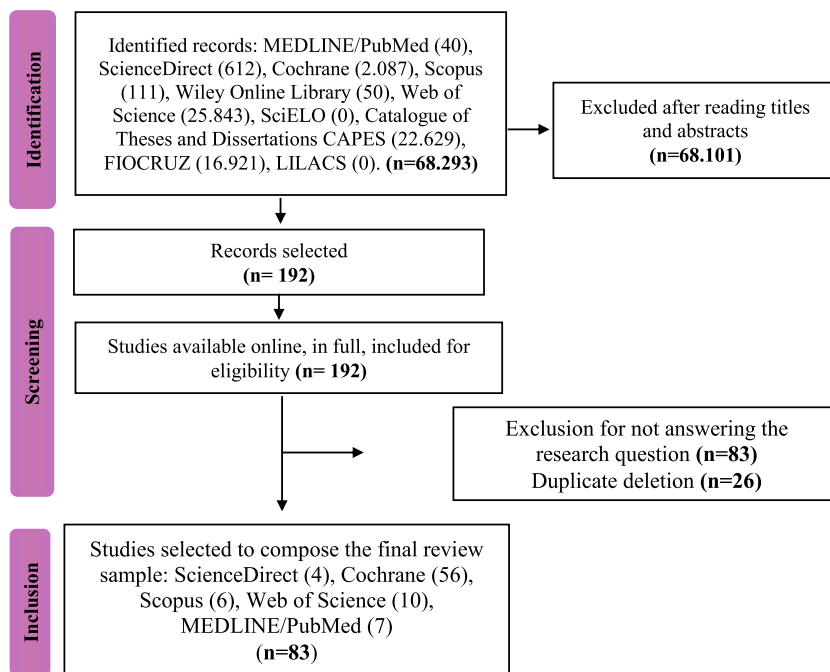 Identification
Identified records: MEDLINE/PubMed (40),
ScienceDirect (612), Cochrane (2.087), Scopus
(111), Wiley Online Library (50), Web of
Science (25.843), SciELO (0), Catalogue of
Theses and Dissertations CAPES (22.629),
FIOCRUZ (16.921), LILACS (0). (n=68.293)
Excluded after reading titles
and abstracts
(n=68.101)
Screening
Records selected
(n= 192)
Studies available online, in full, included for
eligibility (n= 192)
Exclusion for not answering the
research question (n=83)
Duplicate deletion (n=26)
Inclusion
Studies selected to compose the final review
sample: ScienceDirect (4), Cochrane (56),
Scopus (6), Web of Science (10),
MEDLINE/PubMed (7)
(n=83)